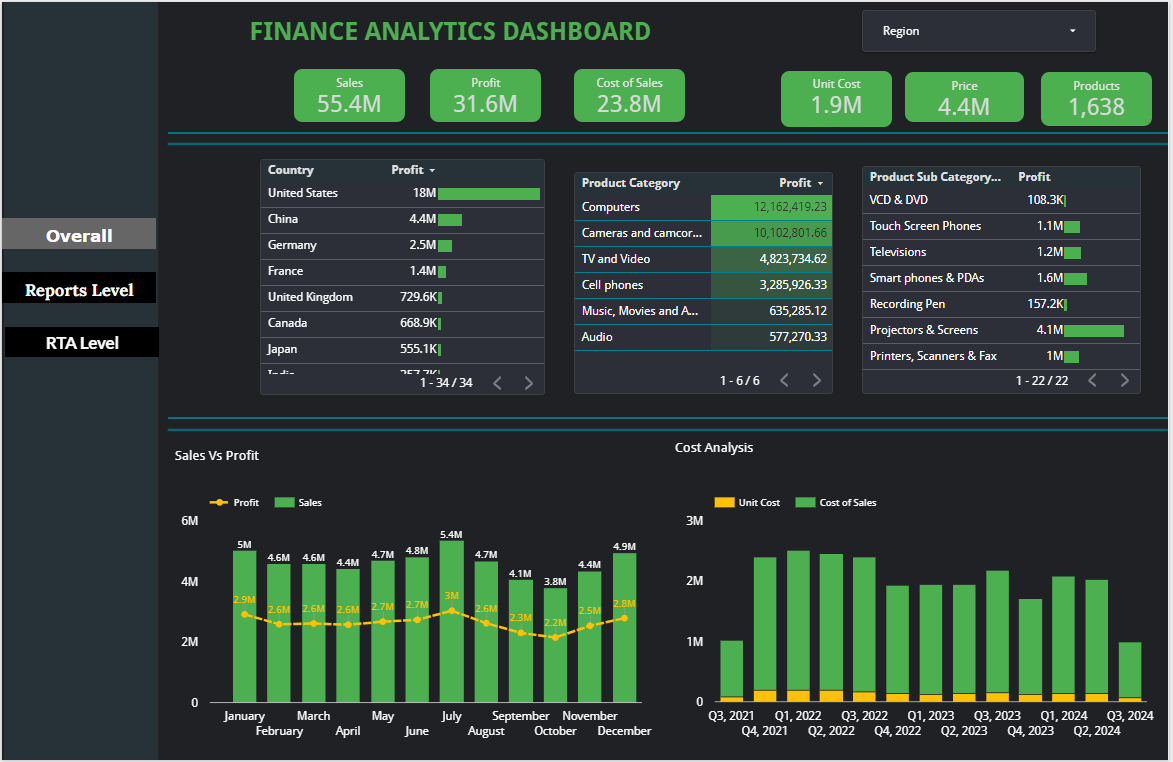 FINANCE ANALYTICS DASHBOARD
Region
Sales
55.4M
Profit
31.6M
Cost of Sales
23.8M
Unit Cost
1.9M
Price
4.4M
Products
1,638
Overall
Reports Level
RTA Level
Country Profit
United States 18M
China 4.4M
Germany 2.5M
France 1.4M
United Kingdom 729.6K
Canada 668.9K
Japan 555.1K
1 - 34 / 34
Product Category Profit
Computers 12,162,419.23
Cameras and camcor... 10,102,801.66
TV and Video 4,823,734.62
Cell phones 3,285,926.33
Music, Movies and A... 635,285.12
Audio 577,270.33
1 - 6 / 6
Product Sub Category... Profit
VCD & DVD 108.3K
Touch Screen Phones 1.1M
Televisions 1.2M
Smart phones & PDAs 1.6M
Recording Pen 157.2K
Projectors & Screens 4.1M
Printers, Scanners & Fax 1M
1 - 22 / 22
Sales Vs Profit
Profit Sales
6M
4M
2M
0
5M 4.6M 4.6M 4.4M 4.7M 4.8M 5.4M 4.7M 4.1M 3.8M 4.4M 4.9M
2.9M 2.6M 2.6M 2.6M 2.7M 2.7M 3M 2.6M 2.3M 2.2M 2.5M 2.8M
January March May July September November
February April June August October December
Cost Analysis
Unit Cost Cost of Sales
3M
2M
1M
0
Q3, 2021 Q1, 2022 Q3, 2022 Q1, 2023 Q3, 2023 Q1, 2024 Q3, 2024
Q4, 2021 Q2, 2022 Q4, 2022 Q2, 2023 Q4, 2023 Q2, 2024